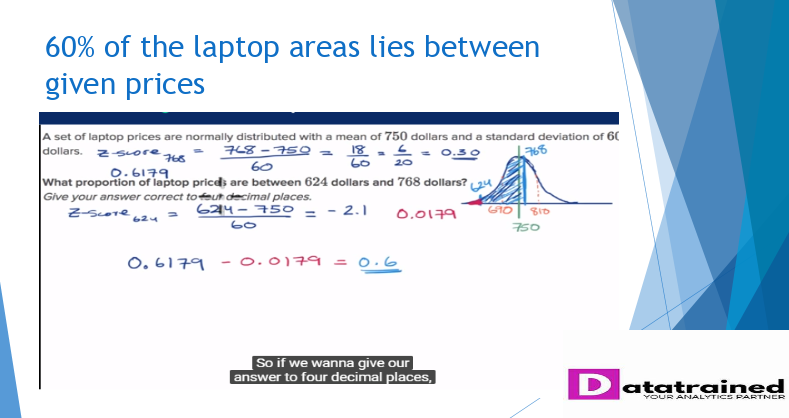 60% of the laptop areas lies between
given prices
A set of laptop prices are normally distributed with a mean of 750 dollars and a standard deviation of 60
dollars. z-score 768 = 768 - 750 / 60 = 18/60 = 6/20 = 0.30
768
0.6179
What proportion of laptop prices are between 624 dollars and 768 dollars?
624
Give your answer correct to four decimal places.
z-score 624 = 624 - 750 / 60 = - 2.1 0.0179
690 810
750
0.6179 - 0.0179 = 0.6
So if we wanna give our
answer to four decimal places,
Datatrained
YOUR ANALYTICS PARTNER